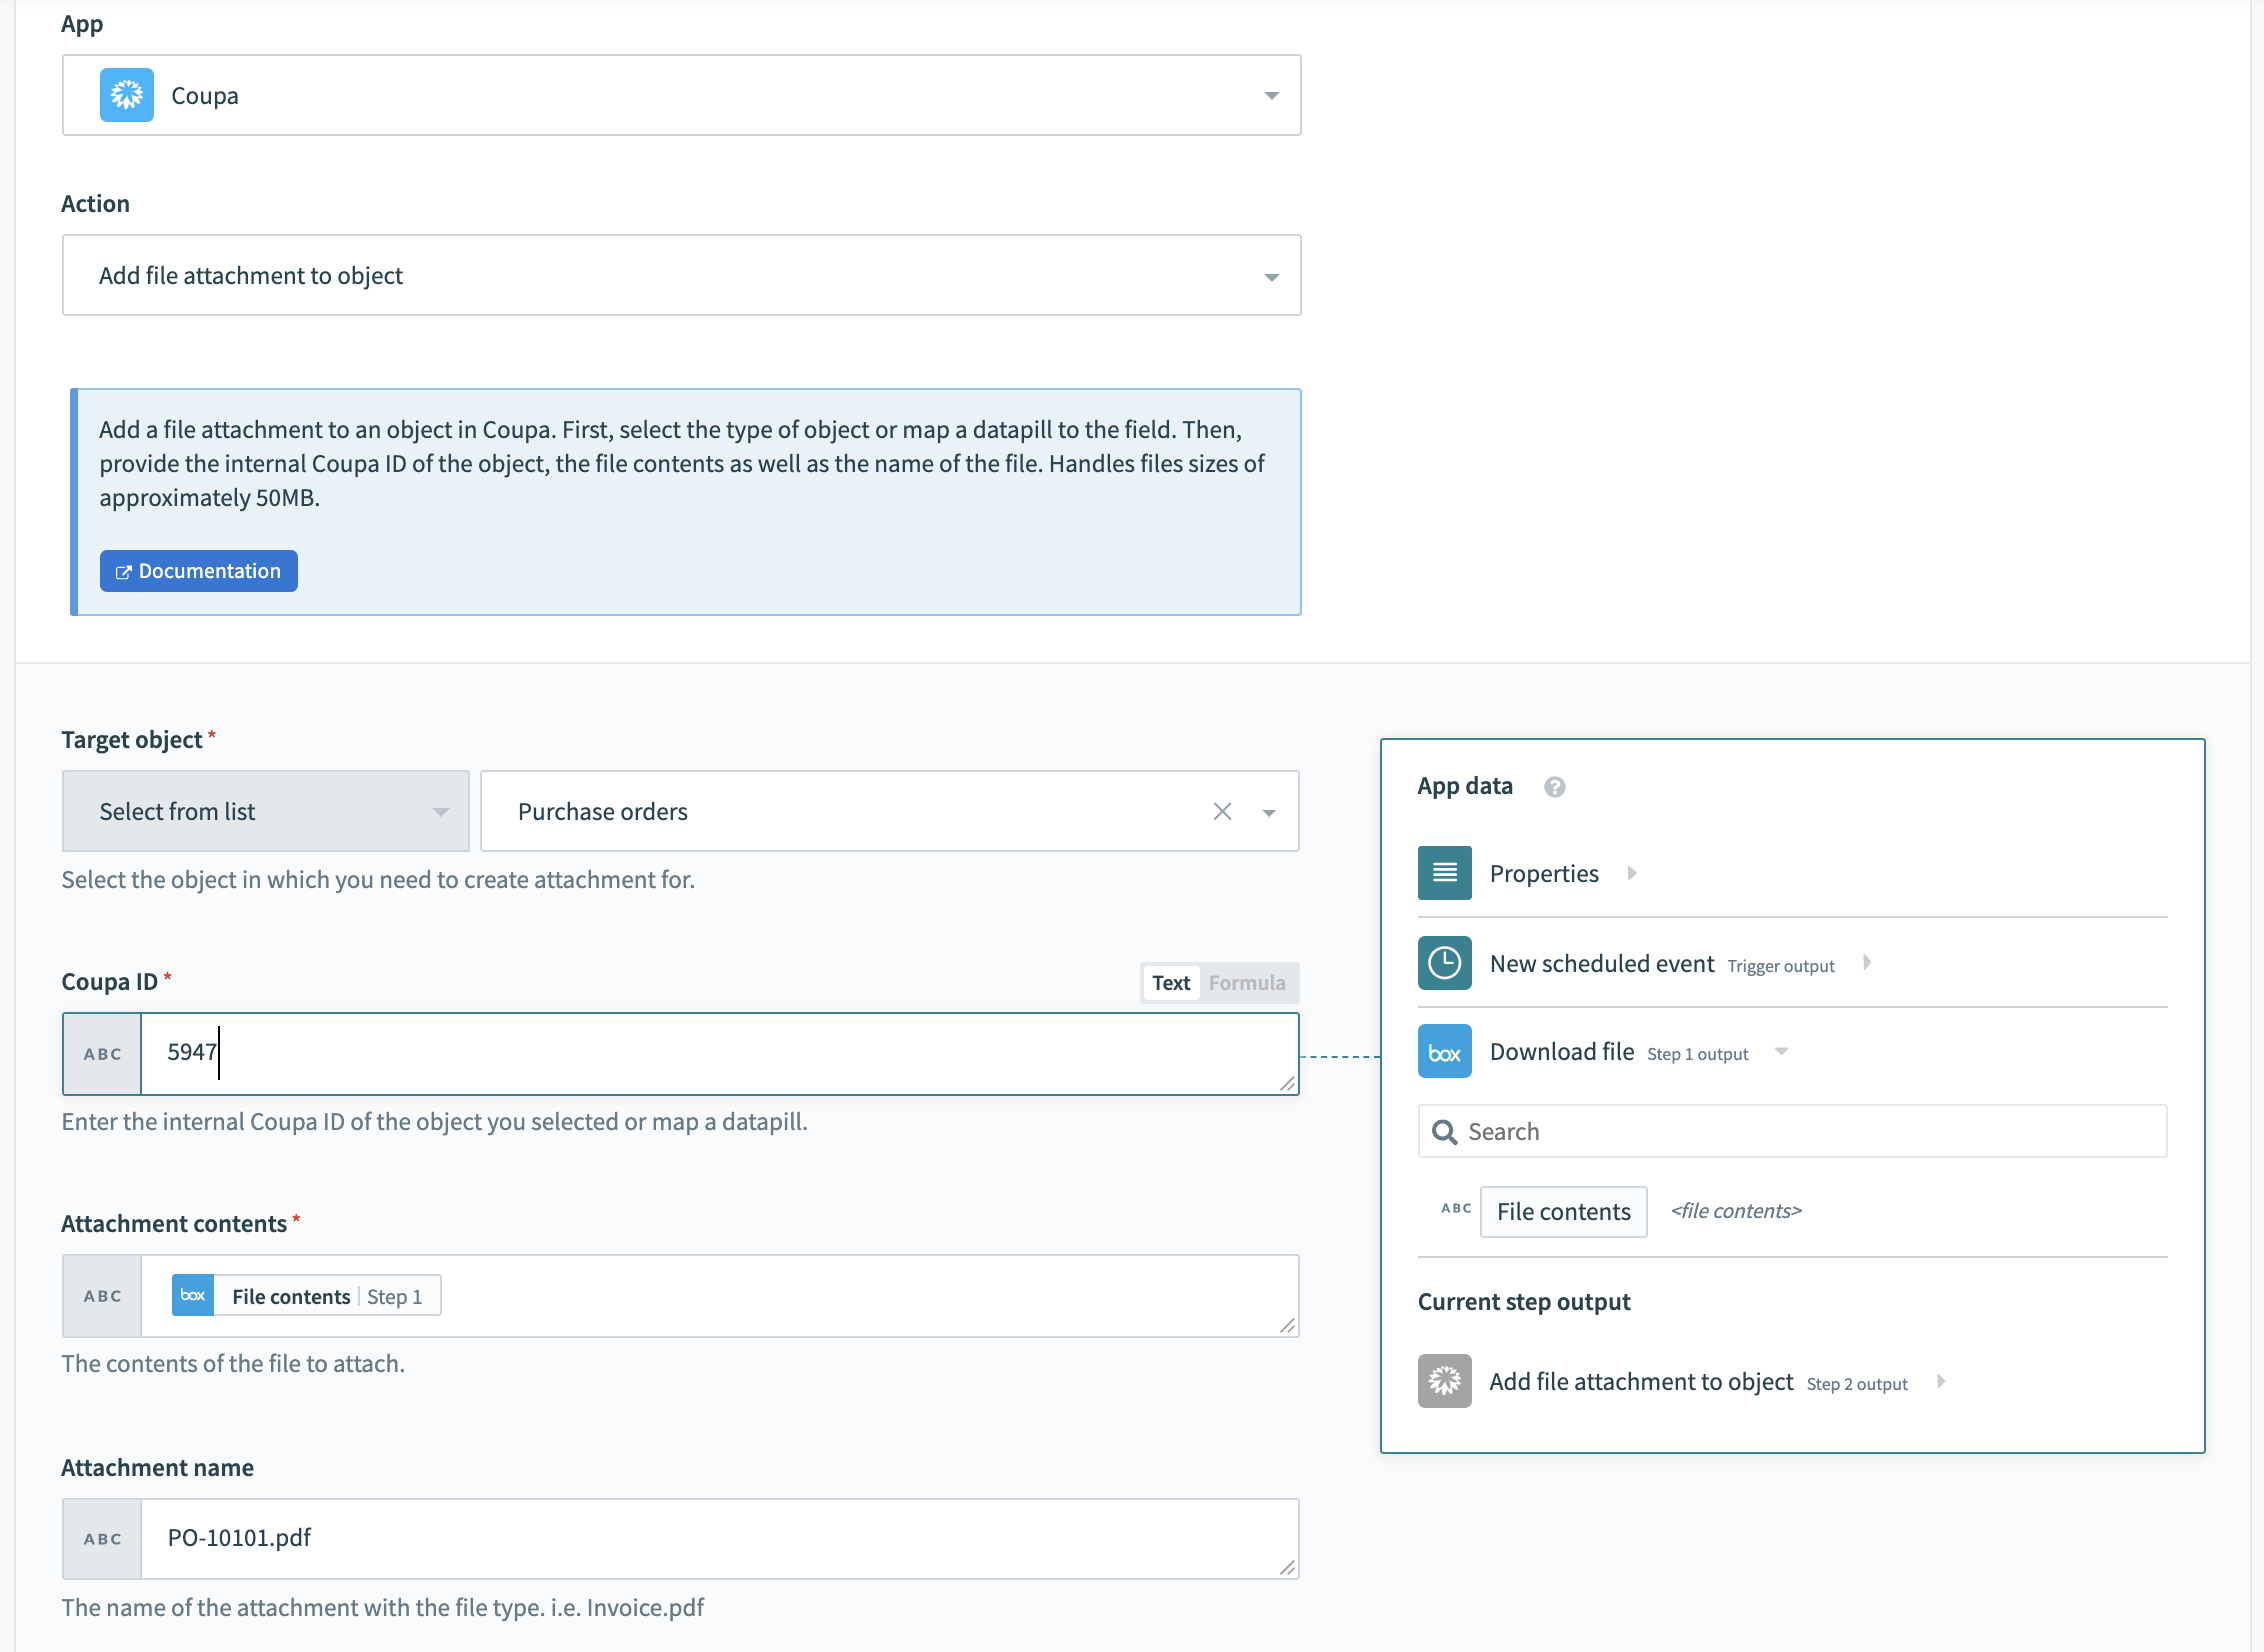 App
Coupa
Action
Add file attachment to object
Add a file attachment to an object in Coupa. First, select the type of object or map a datapill to the field. Then,
provide the internal Coupa ID of the object, the file contents as well as the name of the file. Handles files sizes of
approximately 50MB.
Documentation
Target object *
Select from list
Purchase orders
Select the object in which you need to create attachment for.
Coupa ID *
Text Formula
ABC 5947
Enter the internal Coupa ID of the object you selected or map a datapill.
Attachment contents *
ABC box File contents Step 1
The contents of the file to attach.
Attachment name
ABC PO-10101.pdf
The name of the attachment with the file type. i.e. Invoice.pdf
App data ?
Properties
New scheduled event Trigger output
box Download file Step 1 output
Search
ABC File contents <file contents>
Current step output
Add file attachment to object Step 2 output